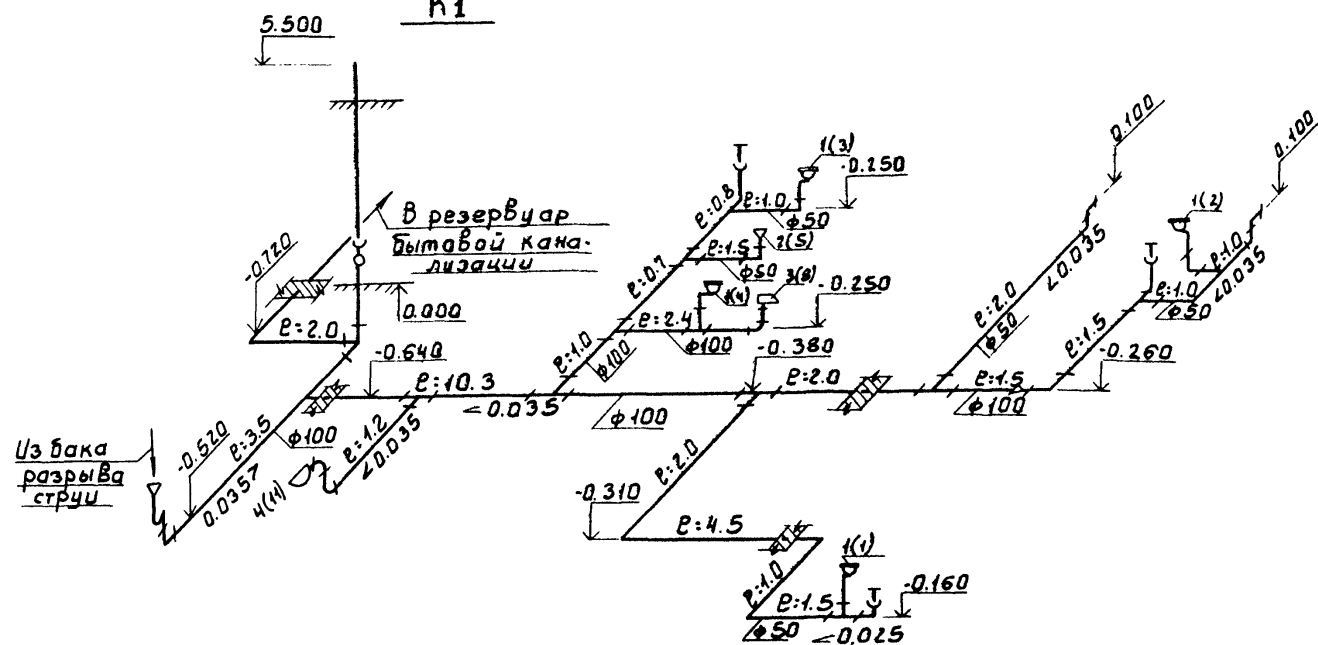 К1
5.500
В резервуар
бытовой кана-
лизации
-0.720
0.000
ℓ=2.0
-0.640
ℓ=10.3
<0.035
ℓ=3.5
ф100
-0.520
0.0357
Из бака
разрыва
струи
4(11)
ℓ=1.2
<0.035
ℓ=0.8
ℓ=1.0
ф50
1(3)
-0.250
ℓ=0.7
ℓ=1.5
ф50
2(5)
ℓ=1.0
ф100
ℓ=2.4
ф100
1(4)
3(6)
-0.250
-0.380
ф100
ℓ=2.0
ℓ=2.0
ф50
<0.035
0.100
ℓ=1.5
ф100
-0.260
ℓ=1.5
ℓ=1.0
ф50
1(2)
ℓ=1.0
<0.035
0.100
ℓ=2.0
-0.310
ℓ=4.5
ℓ=1.0
1(1)
ℓ=1.5
-0.160
ф50
<0.025